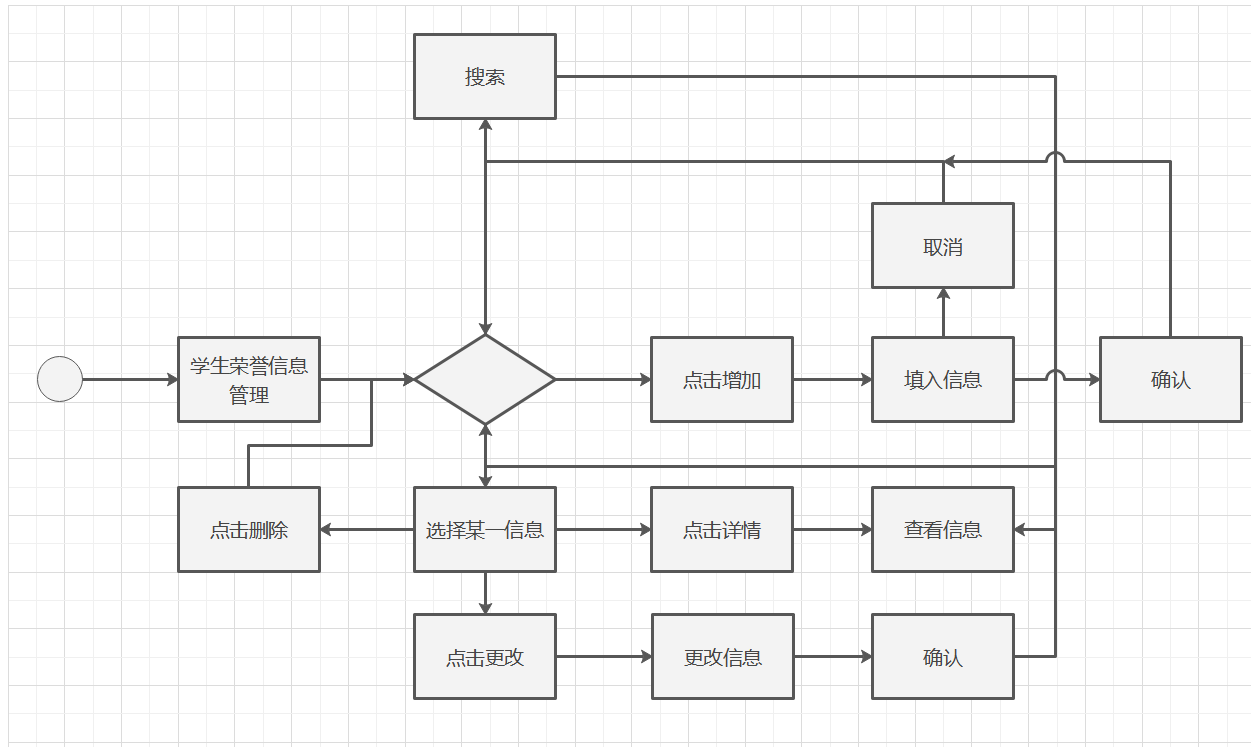 搜索
取消
学生荣誉信息
管理
点击增加
填入信息
确认
点击删除
选择某一信息
点击详情
查看信息
点击更改
更改信息
确认